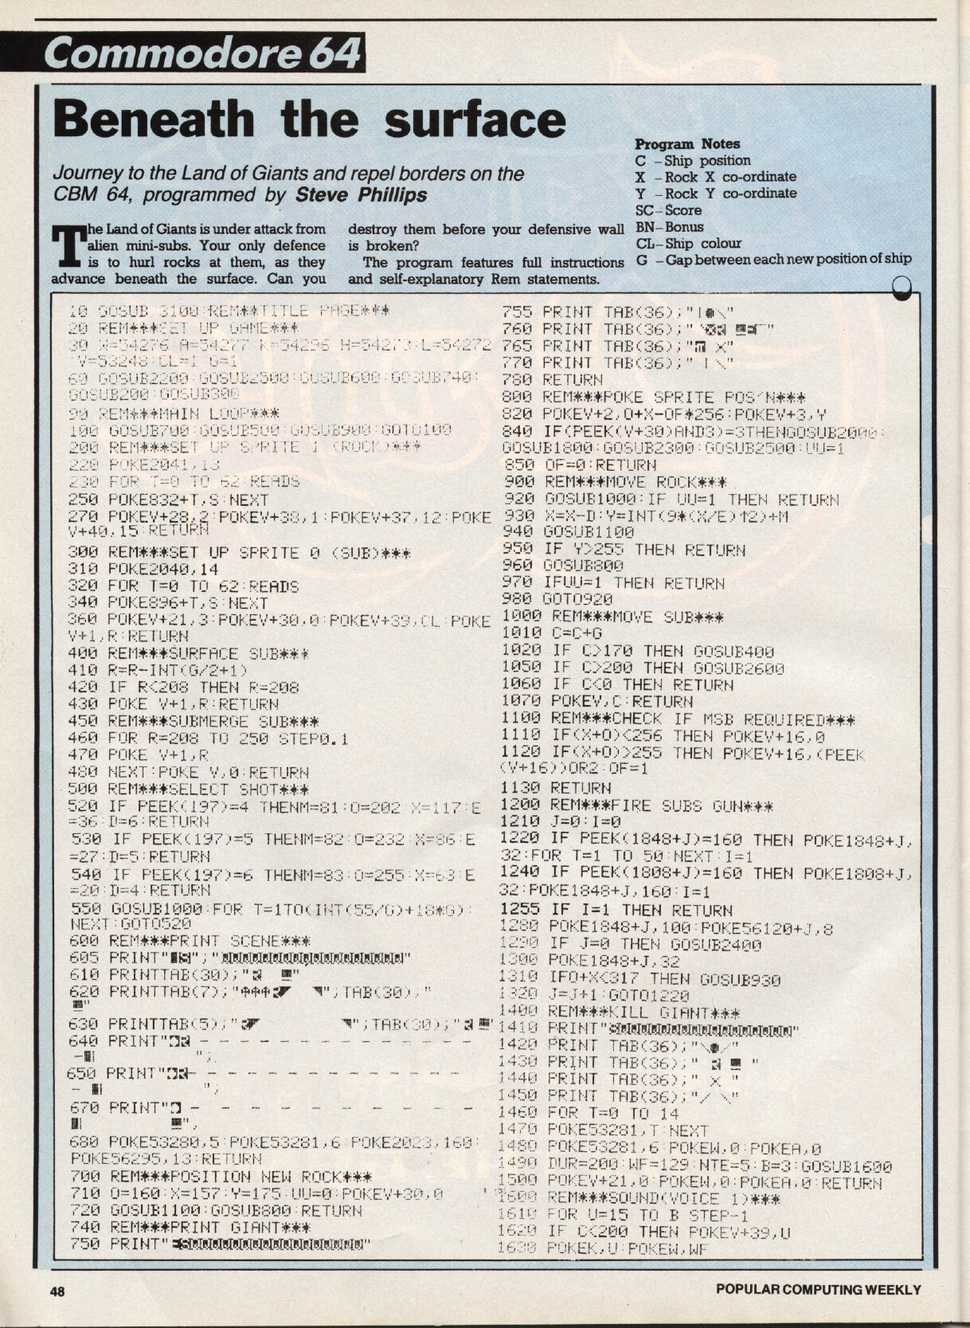 Commodore 64
Beneath the surface
Journey to the Land of Giants and repel borders on the
CBM 64, programmed by Steve Phillips
The Land of Giants is under attack from
alien mini-subs. Your only defence
is to hurl rocks at them, as they
advance beneath the surface. Can you
destroy them before your defensive wall
is broken?
The program features full instructions
and self-explanatory Rem statements.
Program Notes
C – Ship position
X – Rock X co-ordinate
Y – Rock Y co-ordinate
SC – Score
BN – Bonus
CL – Ship colour
G – Gap between each new position of ship
10 GOSUB 3100:REM**TITLE PAGE***
20 REM***SET UP GAME***
30 W=54276:A=54277:K=54296:H=54273:L=54272
:V=53248:CL=1:G=1
60 GOSUB2200:GOSUB2500:GOSUB600:GOSUB740:
GOSUB200:GOSUB300
90 REM***MAIN LOOP***
100 GOSUB700:GOSUB500:GOSUB900:GOTO100
200 REM***SET UP SPRITE 1 (ROCK)***
220 POKE2041,13
230 FOR T=0 TO 62:READS
250 POKE832+T,S:NEXT
270 POKEV+28,2:POKEV+38,1:POKEV+37,12:POKE
V+40,15:RETURN
300 REM***SET UP SPRITE 0 (SUB)***
310 POKE2040,14
320 FOR T=0 TO 62:READS
340 POKE896+T,S:NEXT
360 POKEV+21,3:POKEV+30,0:POKEV+39,CL:POKE
V+1,R:RETURN
400 REM***SURFACE SUB***
410 R=R-INT(G/2+1)
420 IF R<208 THEN R=208
430 POKE V+1,R:RETURN
450 REM***SUBMERGE SUB***
460 FOR R=208 TO 250 STEP0.1
470 POKE V+1,R
480 NEXT:POKE V,0:RETURN
500 REM***SELECT SHOT***
520 IF PEEK(197)=4 THENM=81:O=202:X=117:E
=36:D=6:RETURN
530 IF PEEK(197)=5 THENM=82:O=232:X=86:E
=27:D=5:RETURN
540 IF PEEK(197)=6 THENM=83:O=255:X=63:E
=20:D=4:RETURN
550 GOSUB1000:FOR T=1TO(INT(55/G)+18*G):
NEXT:GOTO520
600 REM***PRINT SCENE***
605 PRINT" "; " "
610 PRINTTAB(30);" "
620 PRINTTAB(7);" ";TAB(30);"
"
630 PRINTTAB(5);" ";TAB(30);" "
640 PRINT" - - - - - - - - - - - - -
- ";
650 PRINT" - - - - - - - - - - - - -
- ";
670 PRINT" - - - - - - - - - - - -
";
680 POKE53280,5:POKE53281,6:POKE2023,160:
POKE56295,13:RETURN
700 REM***POSITION NEW ROCK***
710 O=160:X=157:Y=175:UU=0:POKEV+30,0
720 GOSUB1100:GOSUB800:RETURN
740 REM***PRINT GIANT***
750 PRINT" "
755 PRINT TAB(36);"|●\"
760 PRINT TAB(36);" "
765 PRINT TAB(36);" X"
770 PRINT TAB(36);" | \"
780 RETURN
800 REM***POKE SPRITE POS'N***
820 POKEV+2,O+X-OF*256:POKEV+3,Y
840 IF(PEEK(V+30)AND3)=3THENGOSUB2000:
GOSUB1800:GOSUB2300:GOSUB2500:UU=1
850 OF=0:RETURN
900 REM***MOVE ROCK***
920 GOSUB1000:IF UU=1 THEN RETURN
930 X=X-D:Y=INT(9*(X/E)↑2)+M
940 GOSUB1100
950 IF Y>255 THEN RETURN
960 GOSUB800
970 IFUU=1 THEN RETURN
980 GOTO920
1000 REM***MOVE SUB***
1010 C=C+G
1020 IF C>170 THEN GOSUB400
1050 IF C>200 THEN GOSUB2600
1060 IF C<0 THEN RETURN
1070 POKEV,C:RETURN
1100 REM***CHECK IF MSB REQUIRED***
1110 IF(X+O)<256 THEN POKEV+16,0
1120 IF(X+O)>255 THEN POKEV+16,(PEEK
(V+16))OR2:OF=1
1130 RETURN
1200 REM***FIRE SUBS GUN***
1210 J=0:I=0
1220 IF PEEK(1848+J)=160 THEN POKE1848+J,
32:FOR T=1 TO 50:NEXT:I=1
1240 IF PEEK(1808+J)=160 THEN POKE1808+J,
32:POKE1848+J,160:I=1
1255 IF I=1 THEN RETURN
1280 POKE1848+J,100:POKE56120+J,8
1290 IF J=0 THEN GOSUB2400
1300 POKE1848+J,32
1310 IFO+X<317 THEN GOSUB930
1320 J=J+1:GOTO1220
1400 REM***KILL GIANT***
1410 PRINT" "
1420 PRINT TAB(36);"\●/"
1430 PRINT TAB(36);" "
1440 PRINT TAB(36);" X "
1450 PRINT TAB(36);"/ \"
1460 FOR T=0 TO 14
1470 POKE53281,T:NEXT
1480 POKE53281,6:POKEW,0:POKEA,0
1490 DUR=200:WF=129:NTE=5:B=3:GOSUB1600
1500 POKEV+21,0:POKEW,0:POKEA,0:RETURN
1600 REM***SOUND(VOICE 1)***
1610 FOR U=15 TO B STEP-1
1620 IF C<200 THEN POKEV+39,U
1630 POKEK,U:POKEW,WF
48
POPULAR COMPUTING WEEKLY